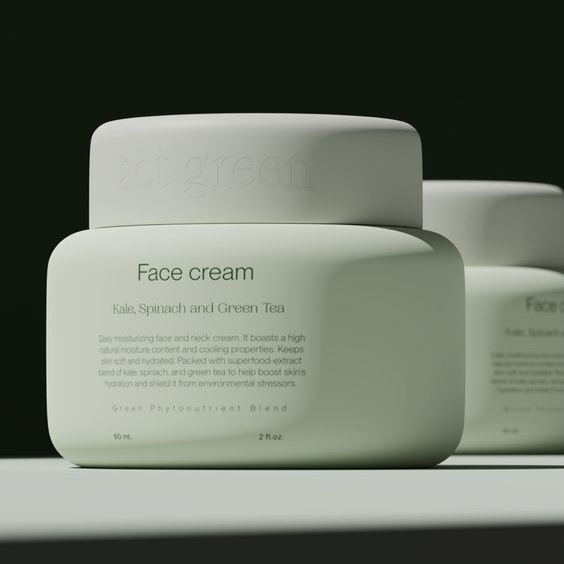 act green
Face cream
Kale, Spinach and Green Tea
Daily moisturizing face and neck cream. It boasts a high
natural moisture content and cooling properties. Keeps
skin soft and hydrated. Packed with superfood-extract
blend of kale, spinach, and green tea to help boost skin's
hydration and shield it from environmental stressors.
Green Phytonutrient Blend
60 ml. 2 fl.oz.
Face